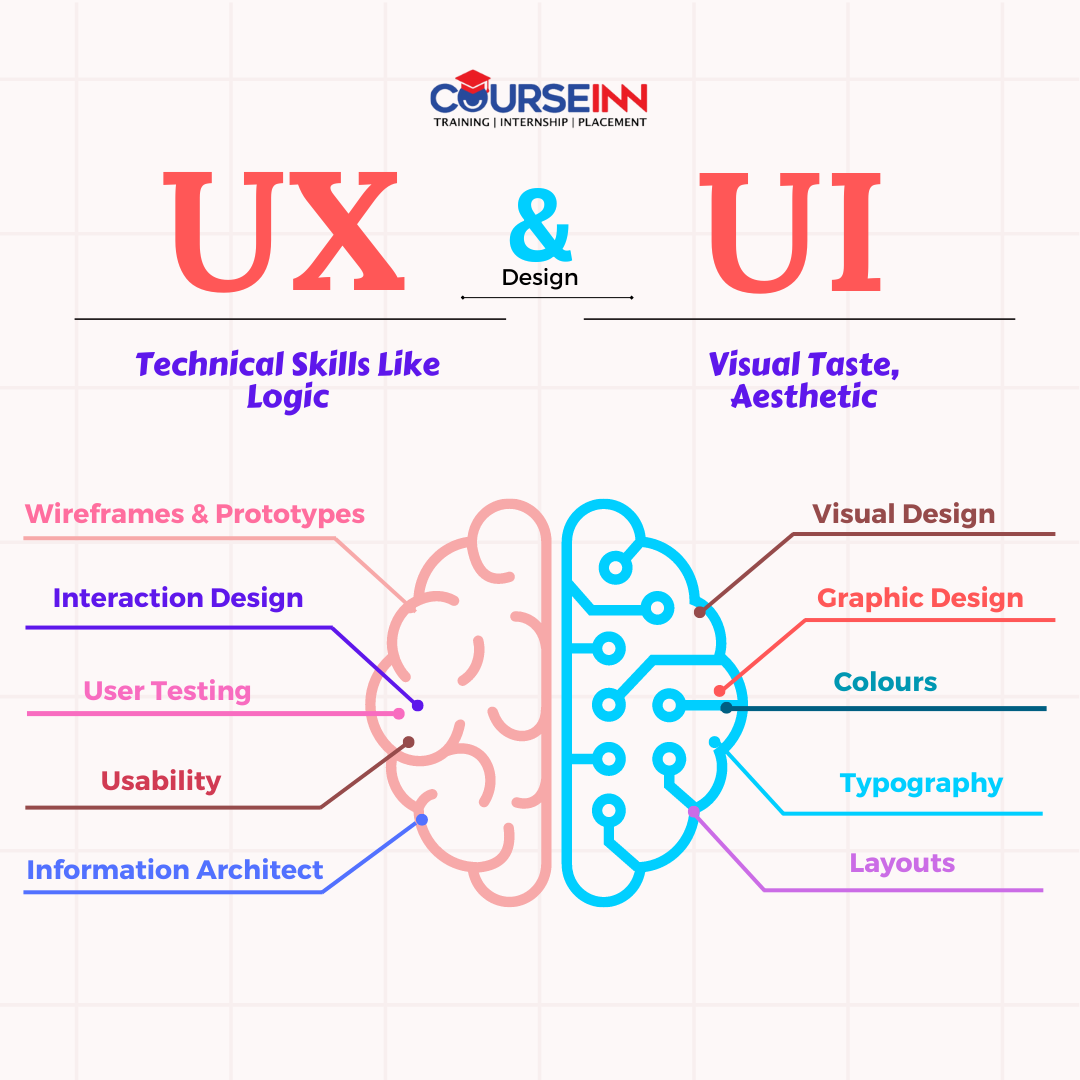 COURSEINN
TRAINING | INTERNSHIP | PLACEMENT
UX & UI
Design
Technical Skills Like
Logic
Visual Taste,
Aesthetic
Wireframes & Prototypes
Interaction Design
User Testing
Usability
Information Architect
Visual Design
Graphic Design
Colours
Typography
Layouts